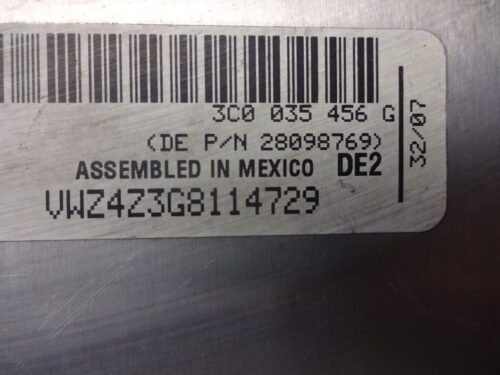 3C0 035 456 G
(DE P/N 28098769)
ASSEMBLED IN MEXICO DE2
VWZ4Z3G8114729
32/07